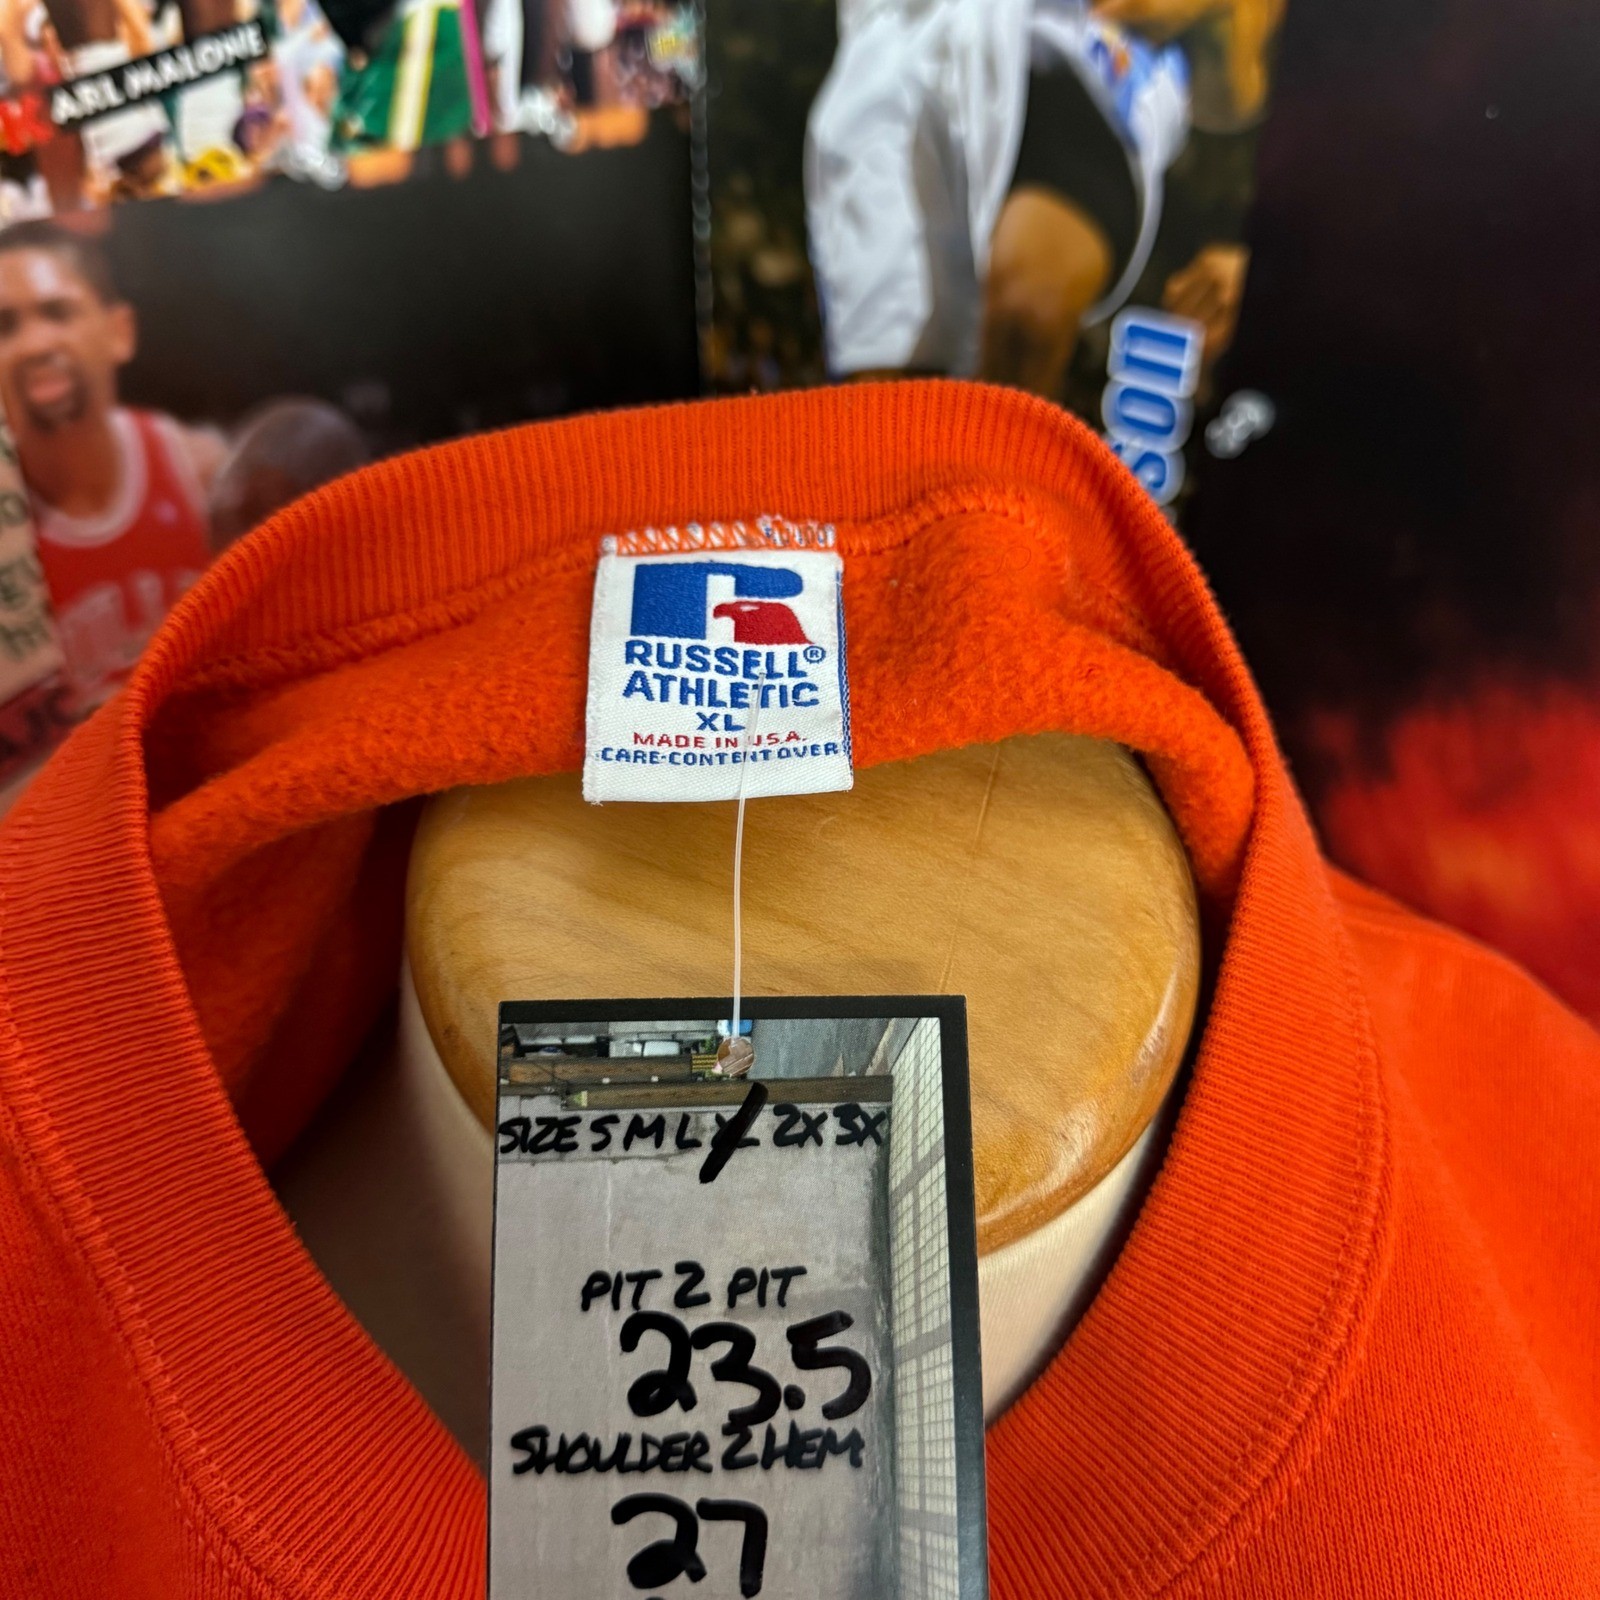 KARL MALONE
son
RUSSELL®
ATHLETIC
XL
MADE IN U.S.A.
CARE-CONTENT OVER
SIZE S M L XL 2X 3X
PIT 2 PIT
23.5
SHOULDER 2 HEM
27